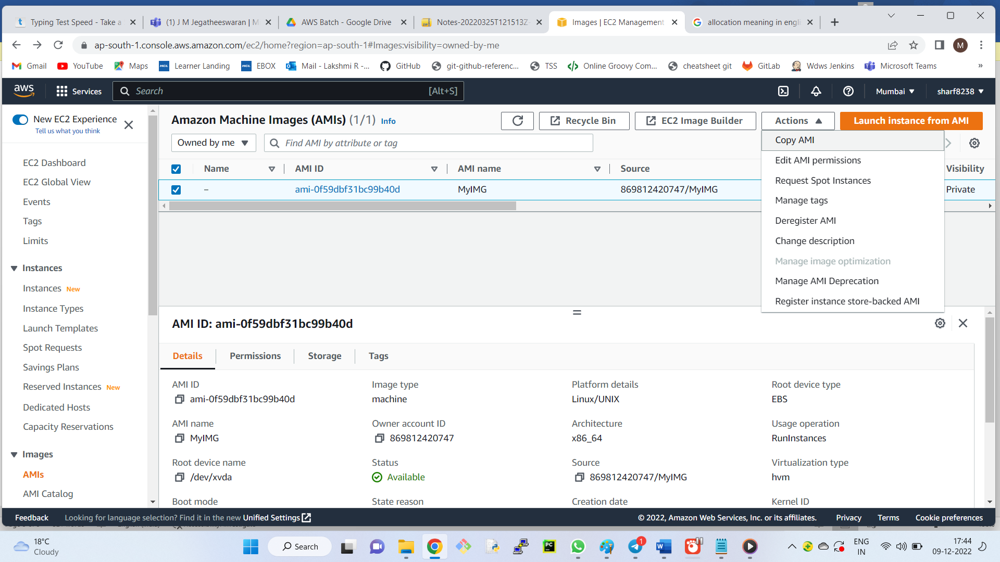 Typing Test Speed - Take a
(1) J M Jegatheeswaran | M
AWS Batch - Google Drive
Notes-20220325T121513Z-
Images | EC2 Management
allocation meaning in engli
ap-south-1.console.aws.amazon.com/ec2/home?region=ap-south-1#Images:visibility=owned-by-me
M
Gmail
YouTube
Maps
Learner Landing
EBOX
Mail - Lakshmi R -...
GitHub
git-github-referenc...
TSS
Online Groovy Com...
cheatsheet git
GitLab
Wdws Jenkins
Microsoft Teams
»
aws
Services
Search
[Alt+S]
Mumbai
sharf8238
New EC2 Experience
Tell us what you think
EC2 Dashboard
EC2 Global View
Events
Tags
Limits
Instances
Instances New
Instance Types
Launch Templates
Spot Requests
Savings Plans
Reserved Instances New
Dedicated Hosts
Capacity Reservations
Images
AMIs
AMI Catalog
Amazon Machine Images (AMIs) (1/1) Info
Recycle Bin
EC2 Image Builder
Actions
Launch instance from AMI
Owned by me
Find AMI by attribute or tag
Copy AMI
Edit AMI permissions
Request Spot Instances
Manage tags
Deregister AMI
Change description
Manage image optimization
Manage AMI Deprecation
Register instance store-backed AMI
Name
AMI ID
AMI name
Source
Visibility
–
ami-0f59dbf31bc99b40d
MyIMG
869812420747/MyIMG
Private
AMI ID: ami-0f59dbf31bc99b40d
Details
Permissions
Storage
Tags
AMI ID
ami-0f59dbf31bc99b40d
Image type
machine
Platform details
Linux/UNIX
Root device type
EBS
AMI name
MyIMG
Owner account ID
869812420747
Architecture
x86_64
Usage operation
RunInstances
Root device name
/dev/xvda
Status
Available
Source
869812420747/MyIMG
Virtualization type
hvm
Boot mode
State reason
Creation date
Kernel ID
Feedback
Looking for language selection? Find it in the new Unified Settings
© 2022, Amazon Web Services, Inc. or its affiliates.
Privacy
Terms
Cookie preferences
18°C
Cloudy
Search
1
ENG
IN
17:44
09-12-2022